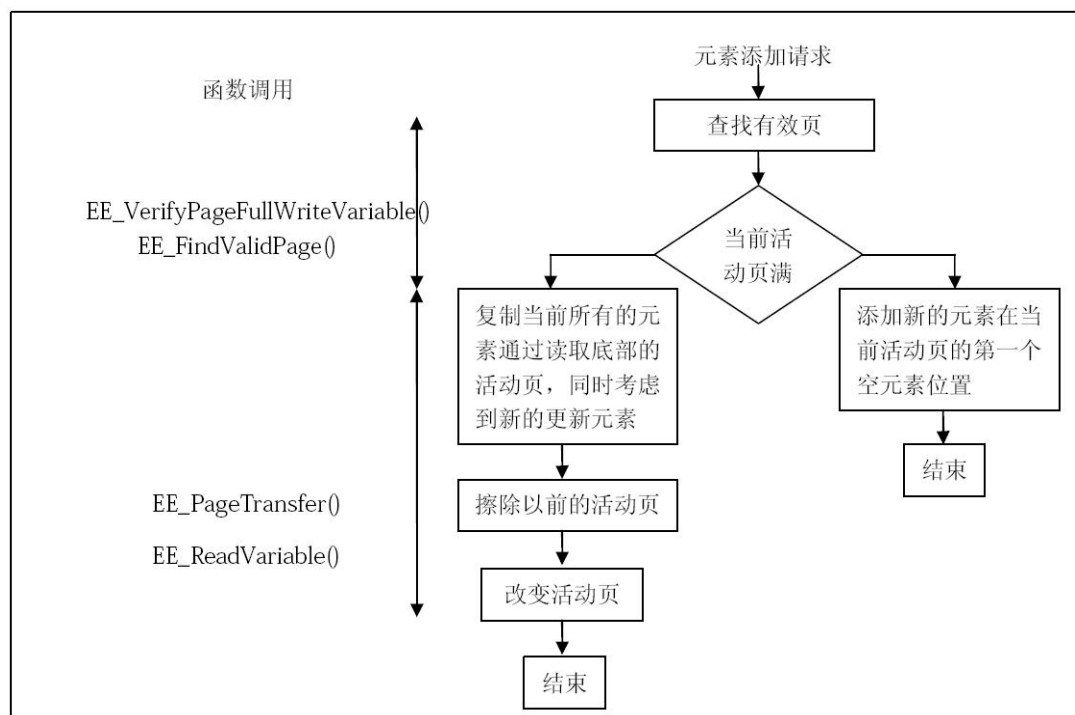 函数调用
EE_VerifyPageFullWriteVariable()
EE_FindValidPage()
EE_PageTransfer()
EE_ReadVariable()
元素添加请求
查找有效页
当前活
动页满
复制当前所有的元
素通过读取底部的
活动页，同时考虑
到新的更新元素
擦除以前的活动页
改变活动页
结束
添加新的元素在当
前活动页的第一个
空元素位置
结束